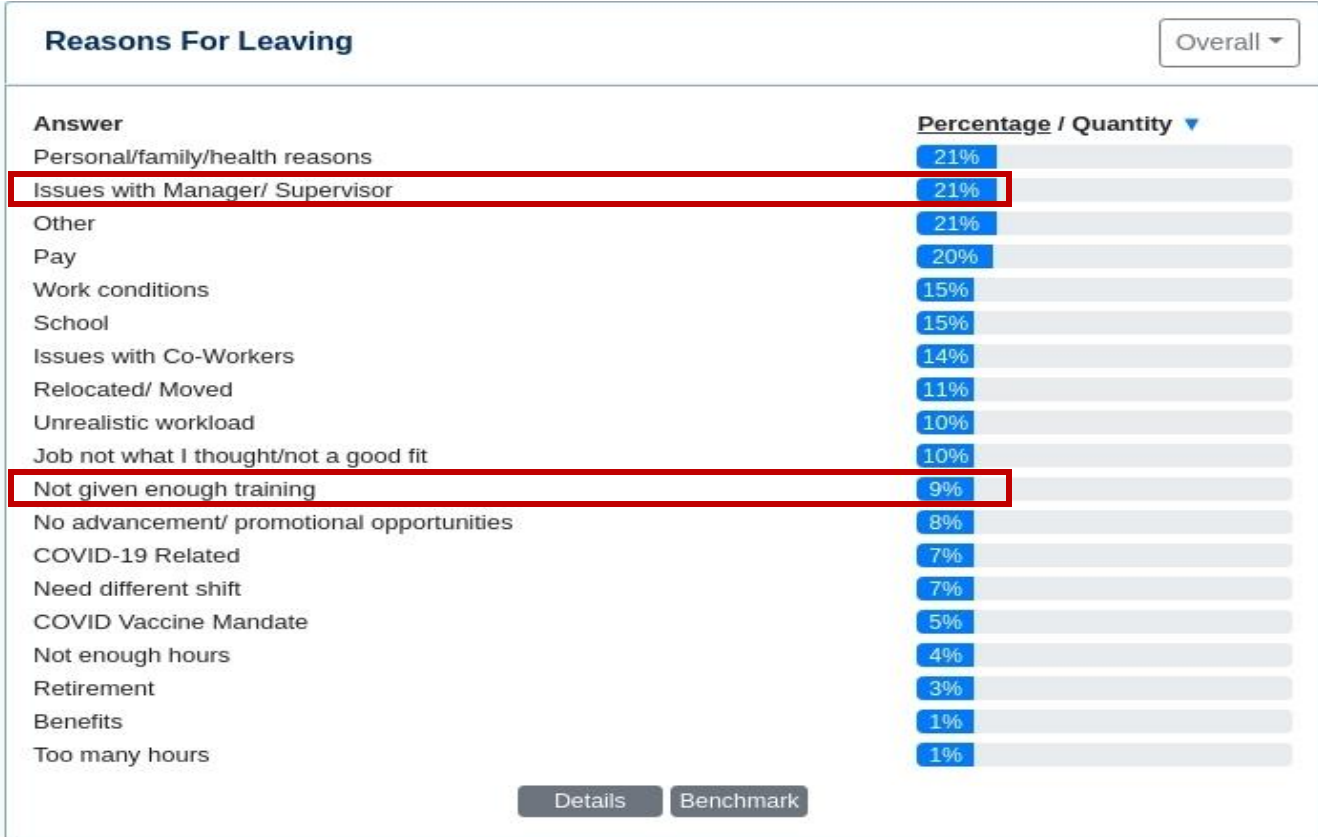 Reasons For Leaving Overall
Answer Percentage / Quantity
Personal/family/health reasons 21%
Issues with Manager/ Supervisor 21%
Other 21%
Pay 20%
Work conditions 15%
School 15%
Issues with Co-Workers 14%
Relocated/ Moved 11%
Unrealistic workload 10%
Job not what I thought/not a good fit 10%
Not given enough training 9%
No advancement/ promotional opportunities 8%
COVID-19 Related 7%
Need different shift 7%
COVID Vaccine Mandate 5%
Not enough hours 4%
Retirement 3%
Benefits 1%
Too many hours 1%
Details Benchmark